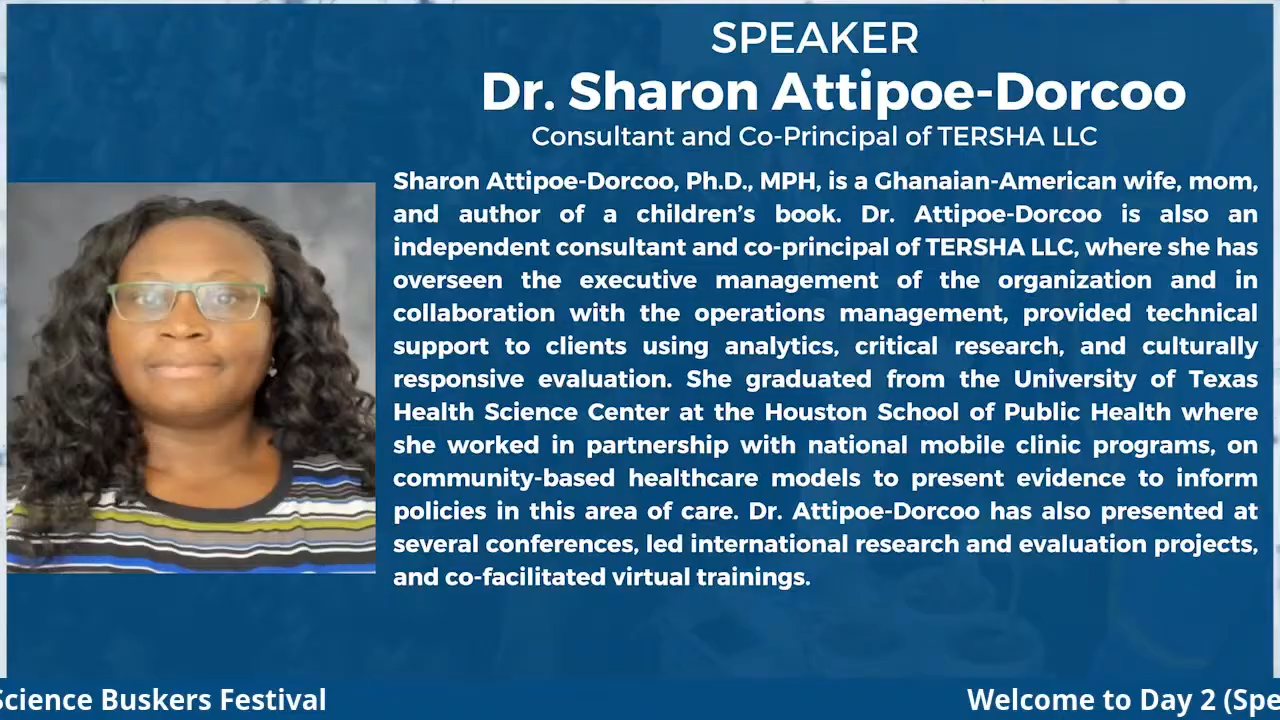 SPEAKER
Dr. Sharon Attipoe-Dorcoo
Consultant and Co-Principal of TERSHA LLC
Sharon Attipoe-Dorcoo, Ph.D., MPH, is a Ghanaian-American wife, mom,
and author of a children’s book. Dr. Attipoe-Dorcoo is also an
independent consultant and co-principal of TERSHA LLC, where she has
overseen the executive management of the organization and in
collaboration with the operations management, provided technical
support to clients using analytics, critical research, and culturally
responsive evaluation. She graduated from the University of Texas
Health Science Center at the Houston School of Public Health where
she worked in partnership with national mobile clinic programs, on
community-based healthcare models to present evidence to inform
policies in this area of care. Dr. Attipoe-Dorcoo has also presented at
several conferences, led international research and evaluation projects,
and co-facilitated virtual trainings.
Science Buskers Festival
Welcome to Day 2 (Spe